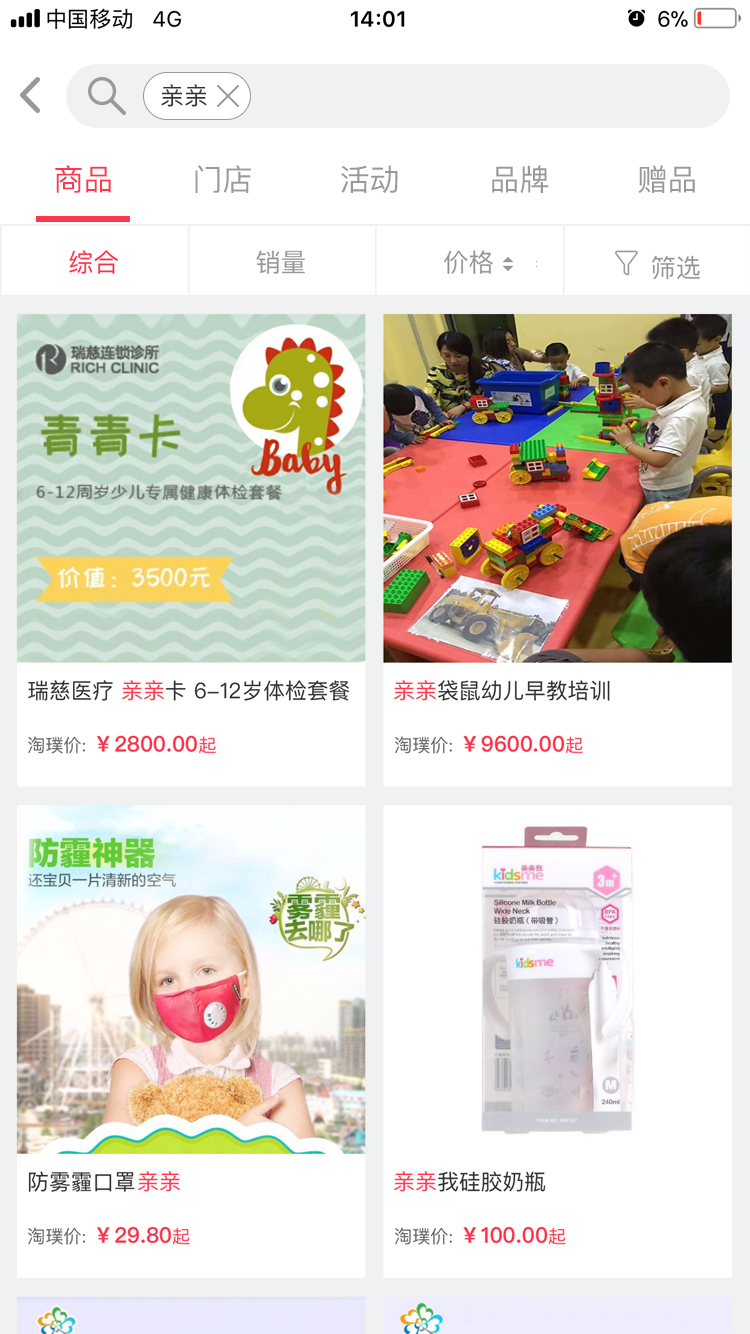 中国移动 4G 14:01 6%
亲亲
商品 门店 活动 品牌 赠品
综合 销量 价格 筛选
瑞慈连锁诊所
RICH CLINIC
青青卡
Baby
6-12周岁少儿专属健康体检套餐
价值：3500元
瑞慈医疗 亲亲卡 6–12岁体检套餐
淘璞价: ¥2800.00起
亲亲袋鼠幼儿早教培训
淘璞价: ¥9600.00起
防霾神器
还宝贝一片清新的空气
雾霾
去哪了
防雾霾口罩亲亲
淘璞价: ¥29.80起
亲亲我
kidsme
3m+
Silicone Milk Bottle
Wide Neck
硅胶奶瓶（带吸管）
BPA
kidsme
M
240ml
亲亲我硅胶奶瓶
淘璞价: ¥100.00起